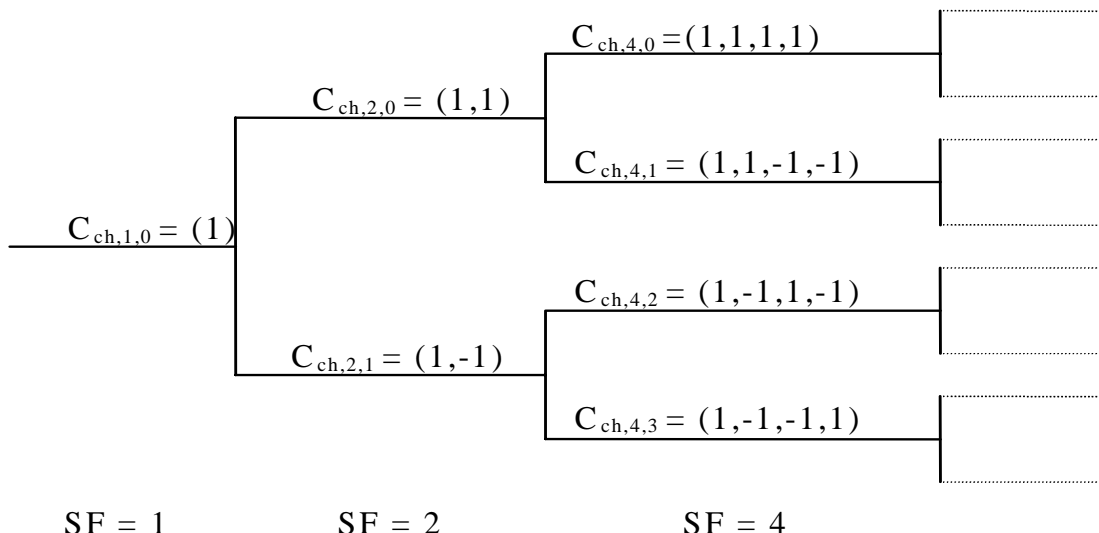 C ch,4,0 = (1,1,1,1)
C ch,2,0 = (1,1)
C ch,4,1 = (1,1,-1,-1)
C ch,1,0 = (1)
C ch,4,2 = (1,-1,1,-1)
C ch,2,1 = (1,-1)
C ch,4,3 = (1,-1,-1,1)
SF = 1
SF = 2
SF = 4